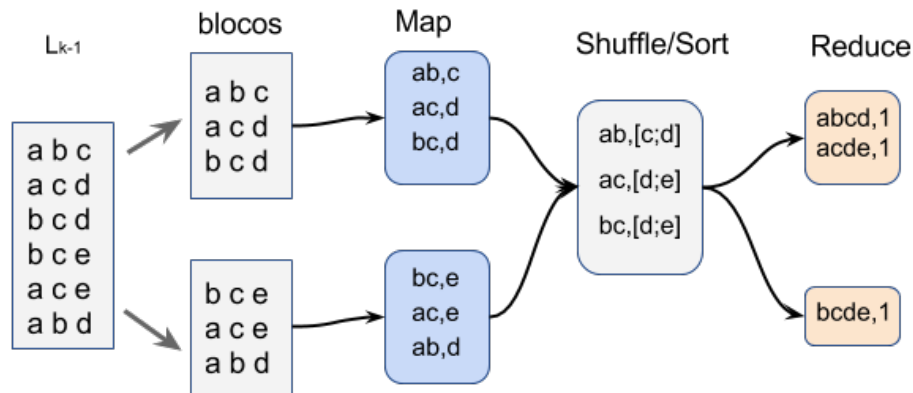 L k-1
blocos
Map
Shuffle/Sort
Reduce
a b c
a c d
b c d
b c e
a c e
a b d
a b c
a c d
b c d
b c e
a c e
a b d
ab,c
ac,d
bc,d
bc,e
ac,e
ab,d
ab,[c;d]
ac,[d;e]
bc,[d;e]
abcd,1
acde,1
bcde,1